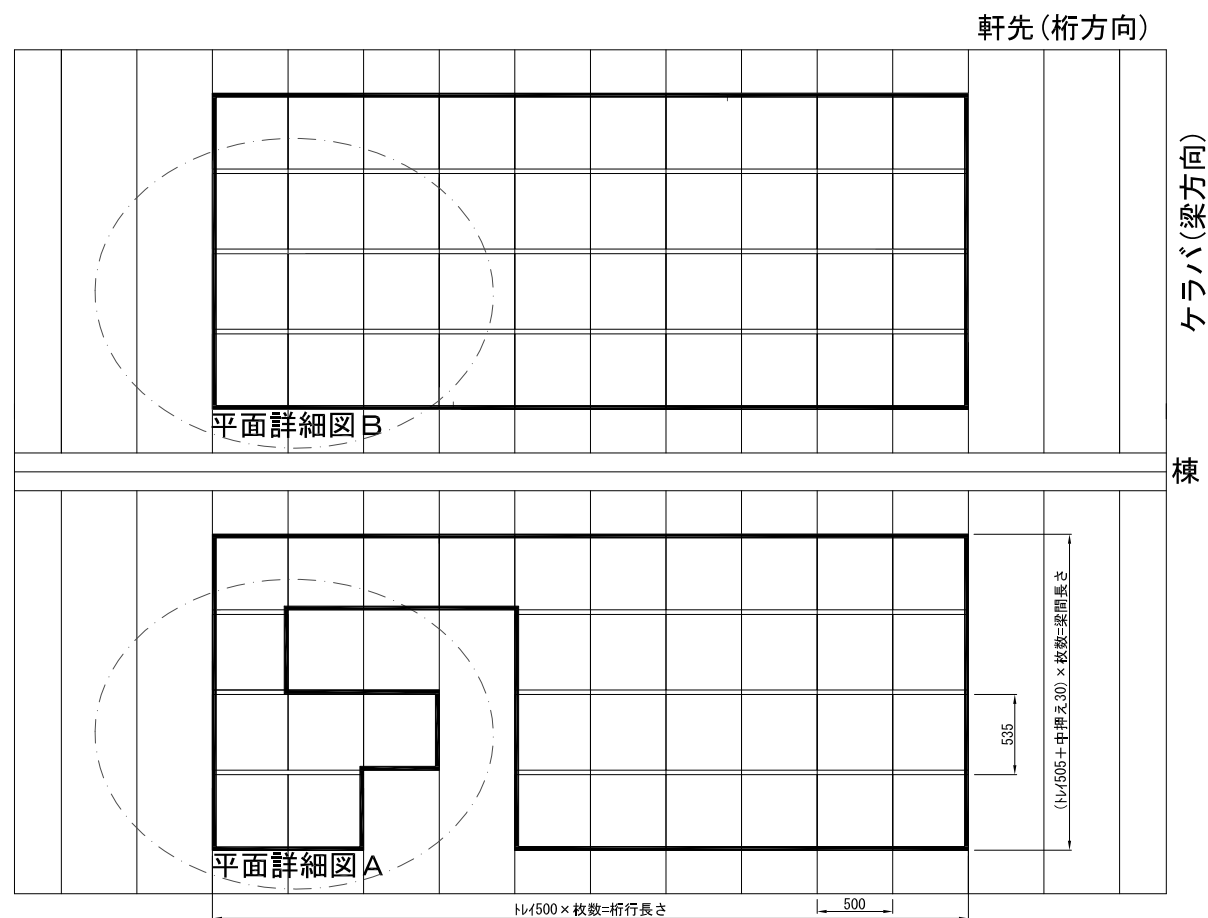 軒先(桁方向)
ケラバ(梁方向)
平面詳細図B
棟
(トレイ505+中押え30)×枚数=梁間長さ
535
平面詳細図A
トレイ500×枚数=桁行長さ
500